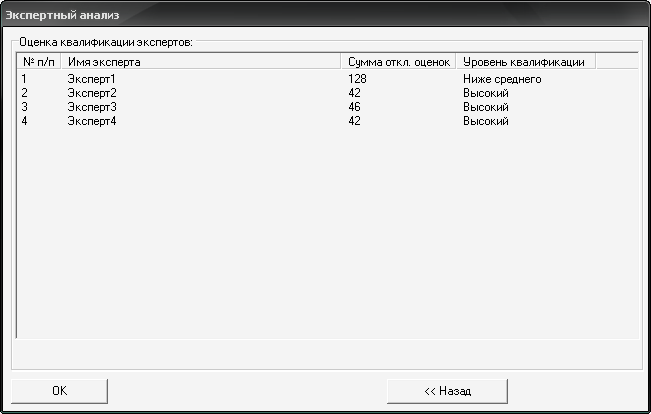 Экспертный анализ
Оценка квалификации экспертов:
№ п/п Имя эксперта Сумма откл. оценок Уровень квалификации
1 Эксперт1 128 Ниже среднего
2 Эксперт2 42 Высокий
3 Эксперт3 46 Высокий
4 Эксперт4 42 Высокий
OK << Назад